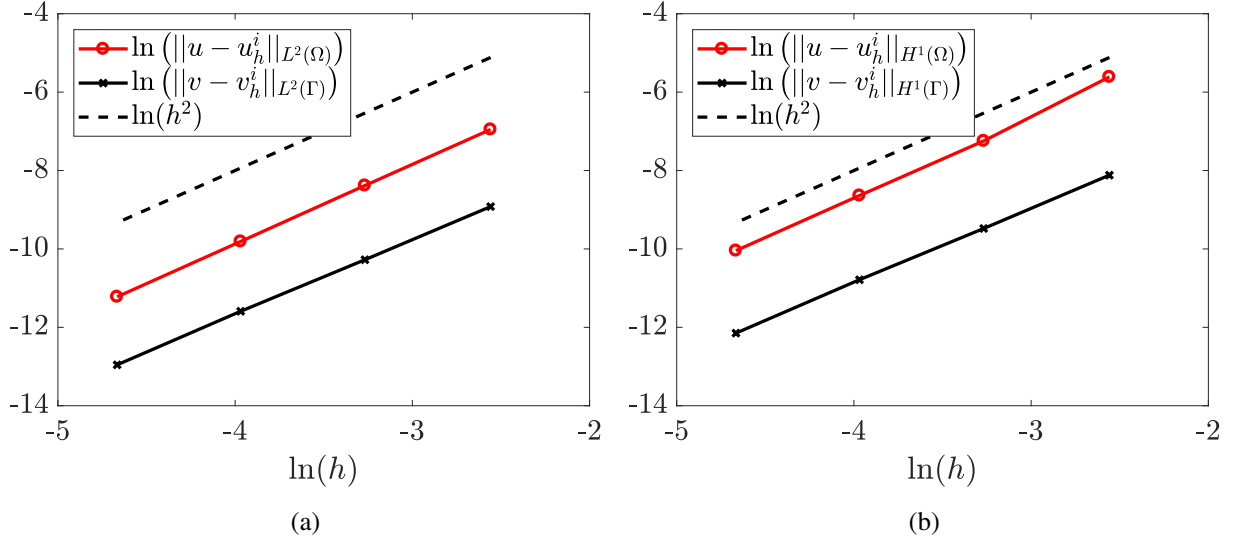 -4
-6
-8
-10
-12
-14
ln (||u − u_h^i||_{L²(Ω)})
ln (||v − v_h^i||_{L²(Γ)})
ln(h²)
-5 -4 -3 -2
ln(h)
(a)
-4
-6
-8
-10
-12
-14
ln (||u − u_h^i||_{H¹(Ω)})
ln (||v − v_h^i||_{H¹(Γ)})
ln(h²)
-5 -4 -3 -2
ln(h)
(b)